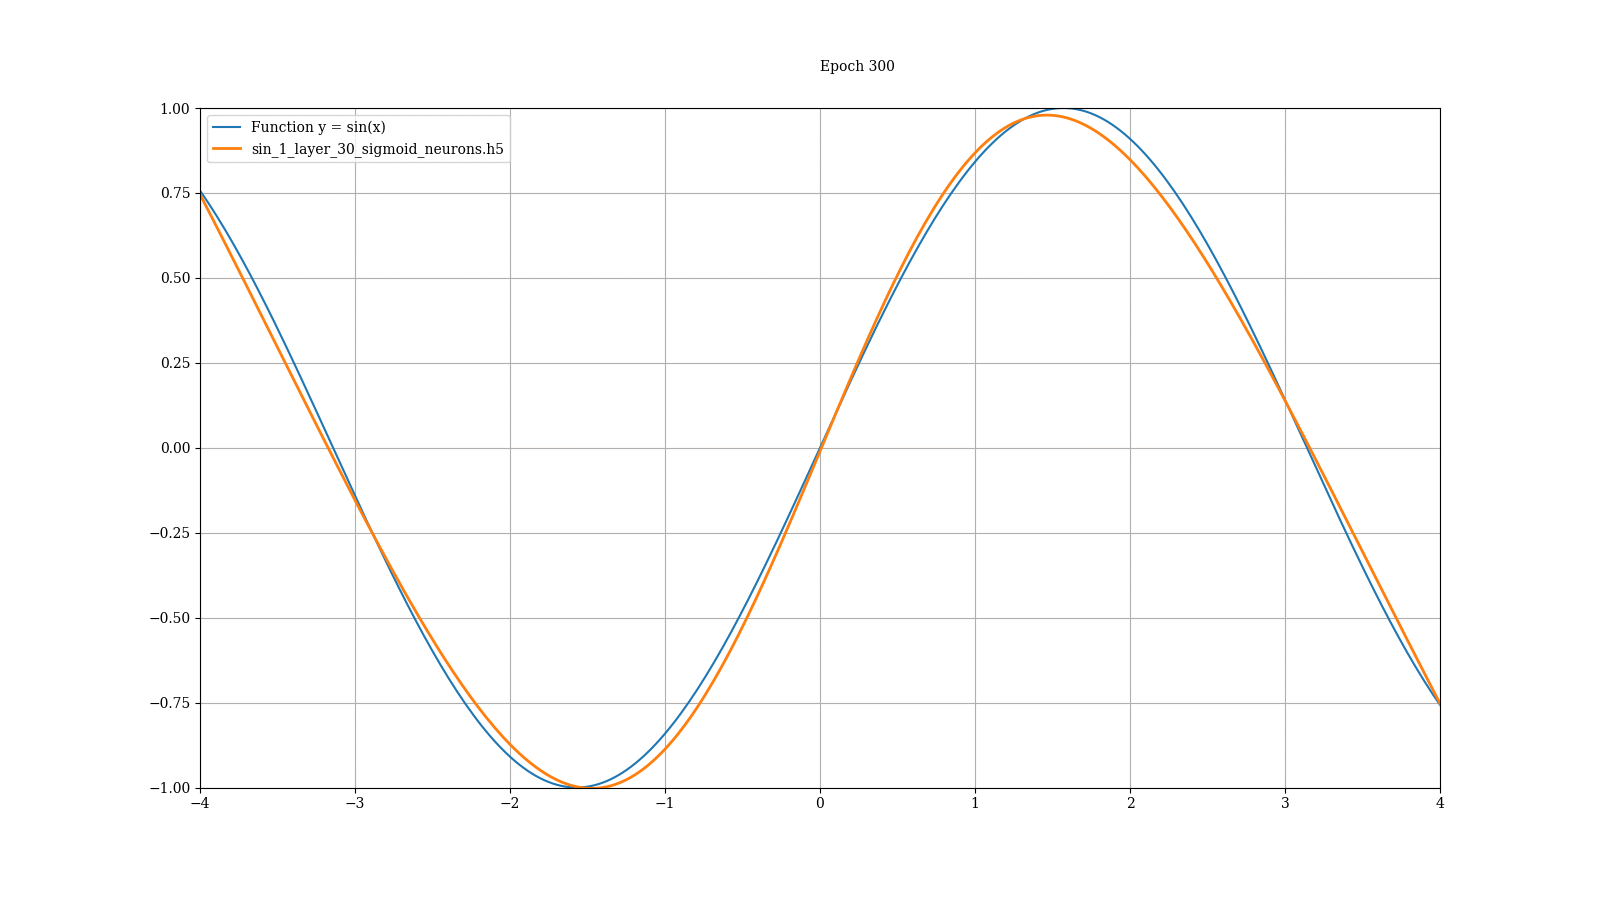 Epoch 300
Function y = sin(x)
sin_1_layer_30_sigmoid_neurons.h5
1.00
0.75
0.50
0.25
0.00
−0.25
−0.50
−0.75
−1.00
−4 −3 −2 −1 0 1 2 3 4